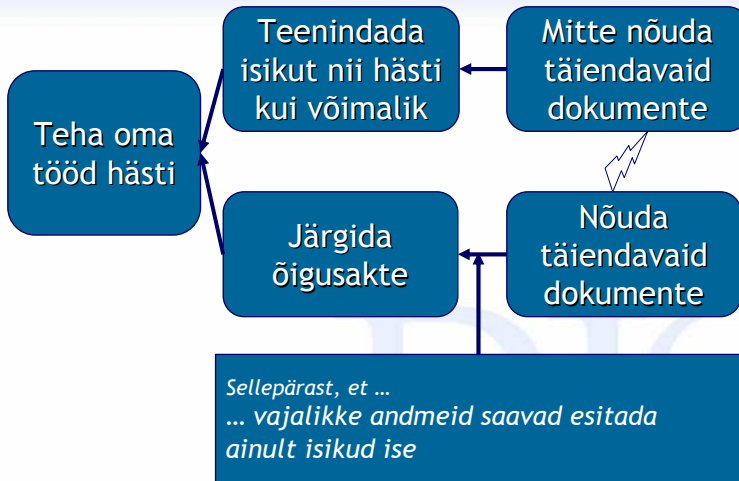 Teenindada
isikut nii hästi
kui võimalik
Mitte nõuda
täiendavaid
dokumente
Teha oma
tööd hästi
Järgida
õigusakte
Nõuda
täiendavaid
dokumente
Sellepärast, et …
… vajalikke andmeid saavad esitada
ainult isikud ise